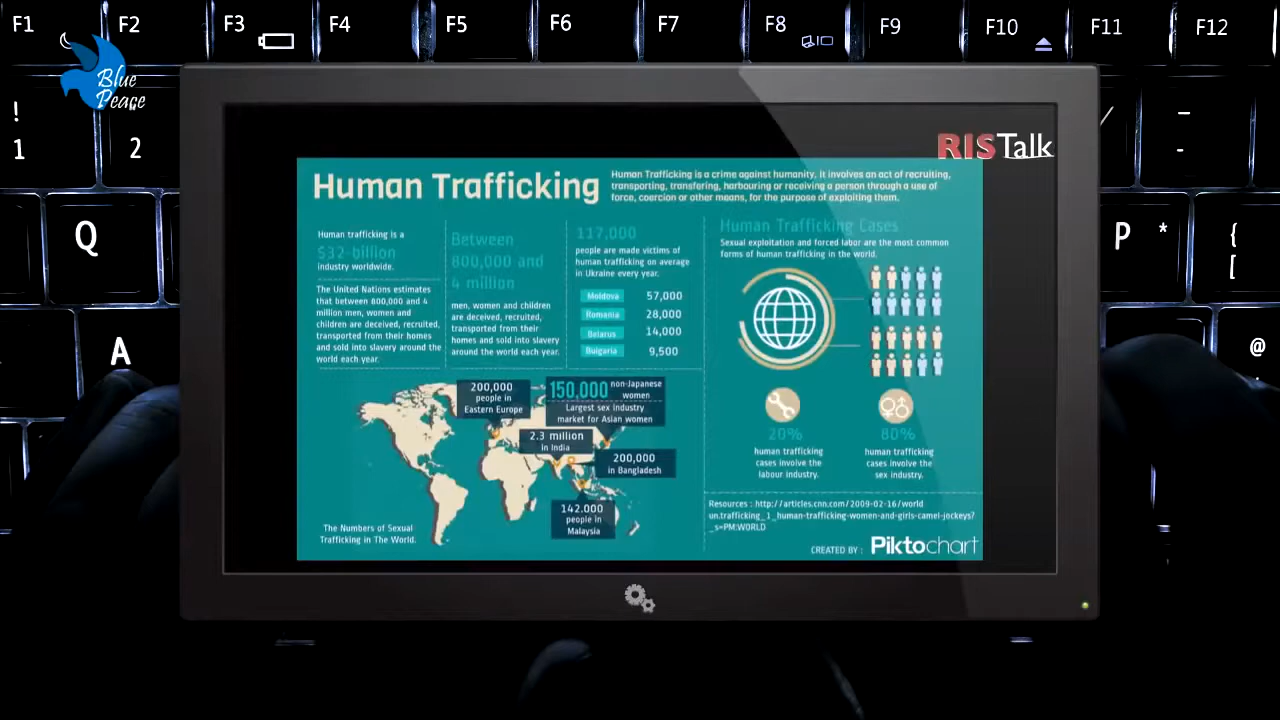 F1
F2
F3
F4
F5
F6
F7
F8
F9
F10
F11
F12
Blue
Peace
!
1
2
Q
A
/
-
-
P
*
{
[
@
RISTalk
Human Trafficking
Human Trafficking is a crime against humanity, it involves an act of recruiting,
transporting, transfering, harbouring or receiving a person through a use of
force, coercion or other means, for the purpose of exploiting them.
Human trafficking is a
$32 billion
industry worldwide.
The United Nations estimates
that between 800,000 and 4
million men, women and
children are deceived, recruited,
transported from their homes
and sold into slavery around the
world each year.
Between
800,000 and
4 million
men, women and children
are deceived, recruited,
transported from their
homes and sold into slavery
around the world each year.
117,000
people are made victims of
human trafficking on average
in Ukraine every year.
Moldova 57,000
Romania 28,000
Belarus 14,000
Bulgaria 9,500
Human Trafficking Cases
Sexual exploitation and forced labor are the most common
forms of human trafficking in the world.
20%
human trafficking
cases involve the
labour industry.
80%
human trafficking
cases involve the
sex industry.
200,000
people in
Eastern Europe
150,000 non-Japanese
women
Largest sex industry
market for Asian women
2.3 million
in India
200,000
in Bangladesh
142,000
people in
Malaysia
The Numbers of Sexual
Trafficking in The World.
Resources : http://articles.cnn.com/2009-02-16/world
un.trafficking_1_human-trafficking-women-and-girls-camel-jockeys?
_s=PM:WORLD
CREATED BY : Piktochart